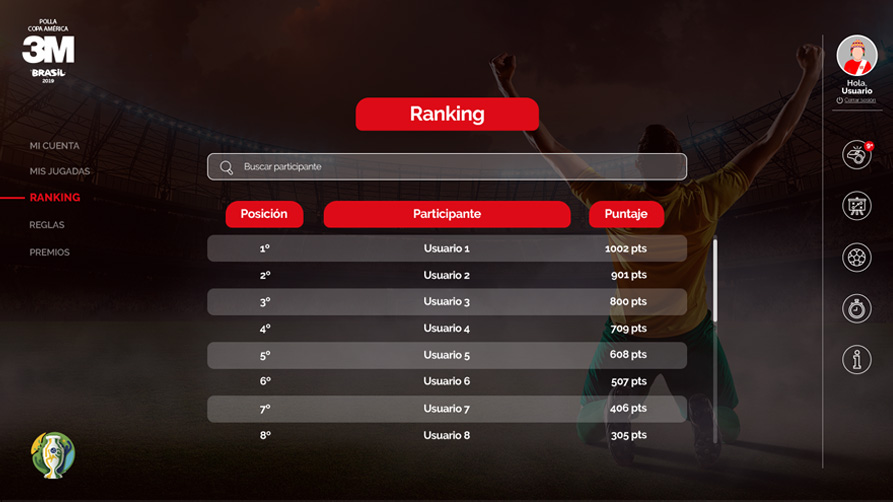 POLLA
COPA AMÉRICA
3M
BRASIL
2019
MI CUENTA
MIS JUGADAS
RANKING
REGLAS
PREMIOS
Ranking
Buscar participante
Posición Participante Puntaje
1º Usuario 1 1002 pts
2º Usuario 2 901 pts
3º Usuario 3 800 pts
4º Usuario 4 709 pts
5º Usuario 5 608 pts
6º Usuario 6 507 pts
7º Usuario 7 406 pts
8º Usuario 8 305 pts
Hola,
Usuario
Cerrar sesión
9+